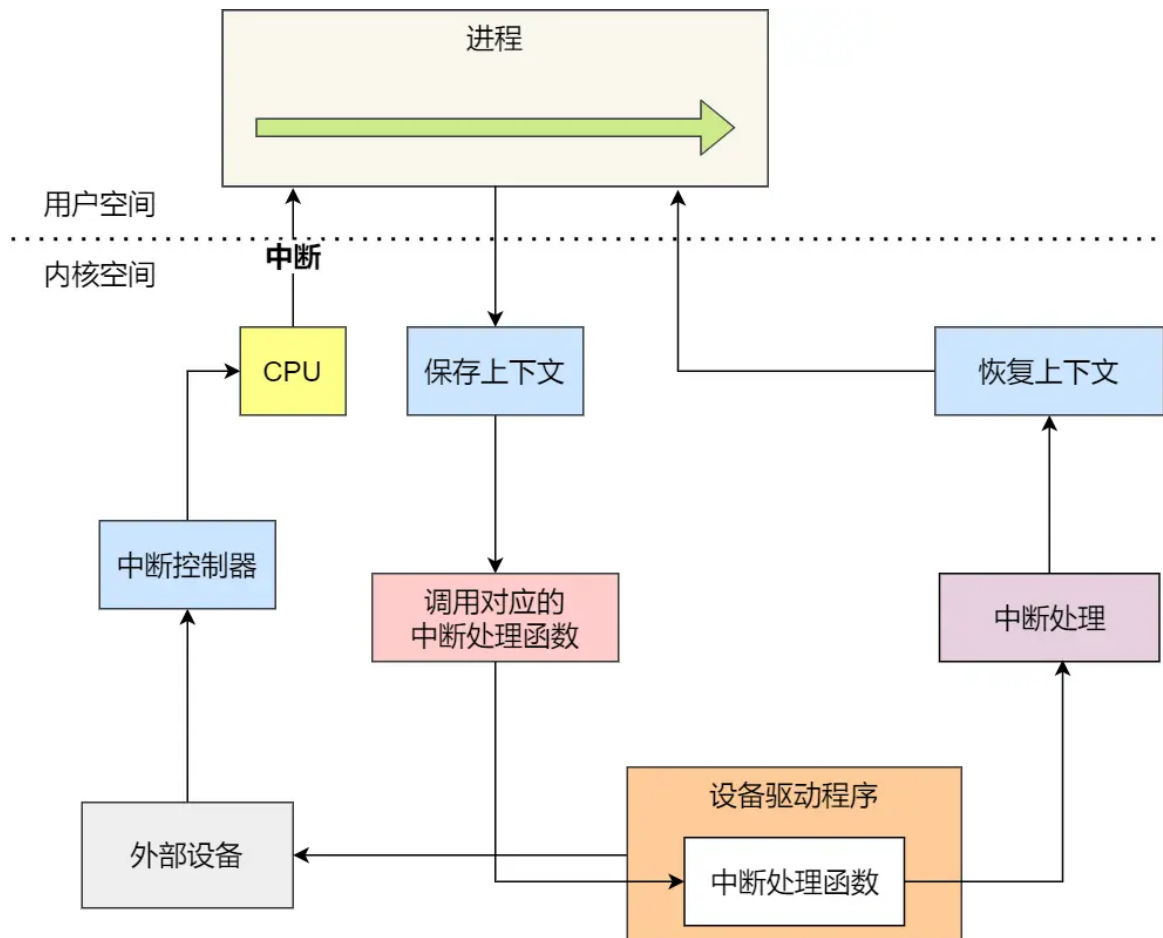 进程
用户空间
中断
内核空间
CPU
保存上下文
恢复上下文
中断控制器
调用对应的
中断处理函数
中断处理
设备驱动程序
外部设备
中断处理函数